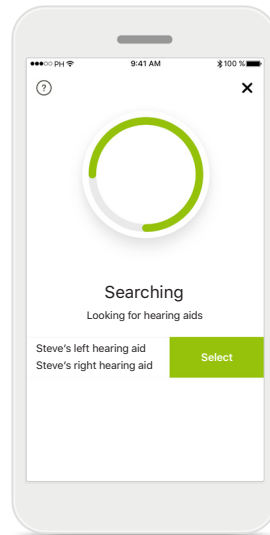 PH 9:41 AM 100 %
?
Searching
Looking for hearing aids
Steve's left hearing aid
Steve's right hearing aid
Select